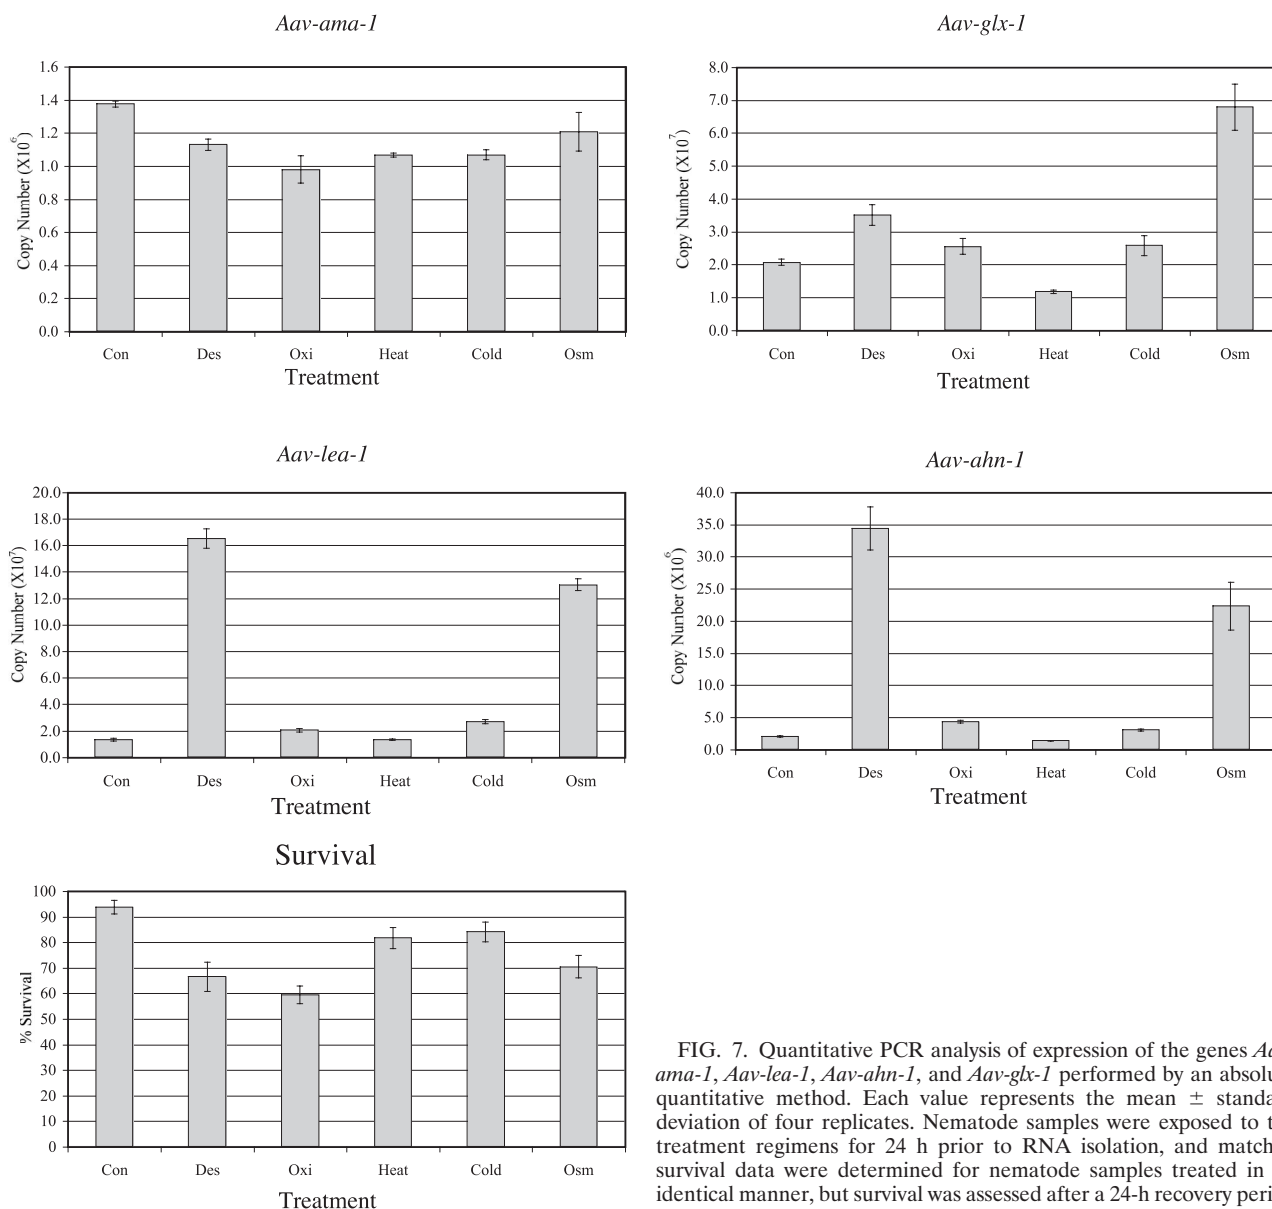 Aav-ama-1
1.6
1.4
1.2
1.0
0.8
0.6
0.4
0.2
0.0
Copy Number (X10^6)
Con Des Oxi Heat Cold Osm
Treatment
Aav-glx-1
8.0
7.0
6.0
5.0
4.0
3.0
2.0
1.0
0.0
Copy Number (X10^7)
Con Des Oxi Heat Cold Osm
Treatment
Aav-lea-1
20.0
18.0
16.0
14.0
12.0
10.0
8.0
6.0
4.0
2.0
0.0
Copy Number (X10^7)
Con Des Oxi Heat Cold Osm
Treatment
Aav-ahn-1
40.0
35.0
30.0
25.0
20.0
15.0
10.0
5.0
0.0
Copy Number (X10^6)
Con Des Oxi Heat Cold Osm
Treatment
Survival
100
90
80
70
60
50
40
30
20
10
0
% Survival
Con Des Oxi Heat Cold Osm
Treatment
FIG. 7. Quantitative PCR analysis of expression of the genes
ama-1, Aav-lea-1, Aav-ahn-1, and Aav-glx-1 performed by an
quantitative method. Each value represents the mean ±
deviation of four replicates. Nematode samples were exposed to
treatment regimens for 24 h prior to RNA isolation, and
survival data were determined for nematode samples treated in
identical manner, but survival was assessed after a 24-h recovery